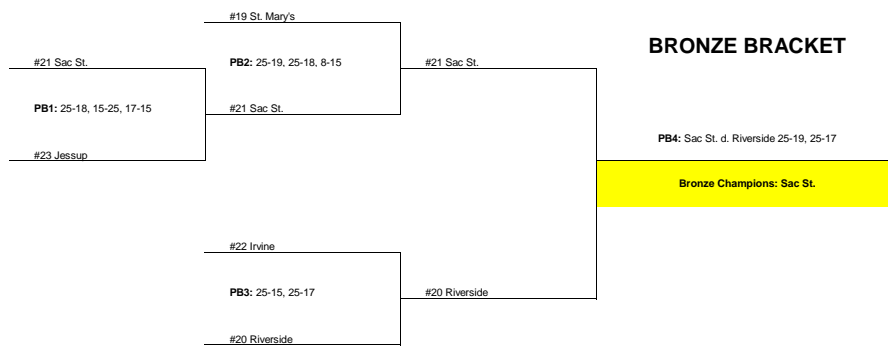 #19 St. Mary's
BRONZE BRACKET
#21 Sac St.
PB2: 25-19, 25-18, 8-15
#21 Sac St.
PB1: 25-18, 15-25, 17-15
#21 Sac St.
PB4: Sac St. d. Riverside 25-19, 25-17
#23 Jessup
Bronze Champions: Sac St.
#22 Irvine
PB3: 25-15, 25-17
#20 Riverside
#20 Riverside